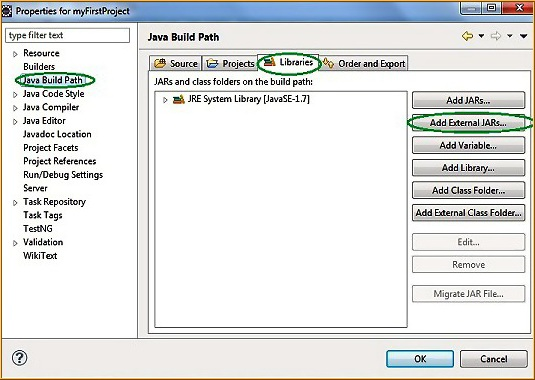 Properties for myFirstProject
type filter text
Java Build Path
Resource
Builders
Java Build Path
Java Code Style
Java Compiler
Java Editor
Javadoc Location
Project Facets
Project References
Run/Debug Settings
Server
Task Repository
Task Tags
TestNG
Validation
WikiText
Source Projects Libraries Order and Export
JARs and class folders on the build path:
JRE System Library [JavaSE-1.7]
Add JARs...
Add External JARs...
Add Variable...
Add Library...
Add Class Folder...
Add External Class Folder...
Edit...
Remove
Migrate JAR File...
?
OK Cancel